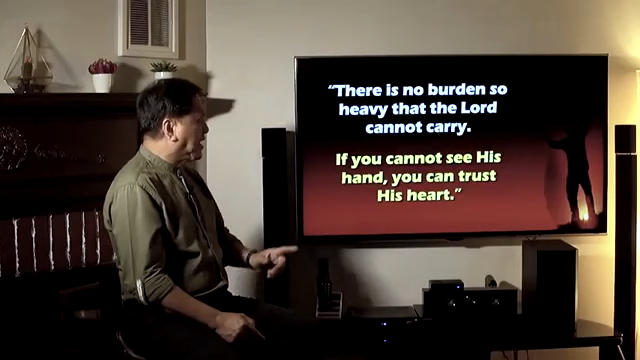 “There is no burden so
heavy that the Lord
cannot carry.
If you cannot see His
hand, you can trust
His heart.”